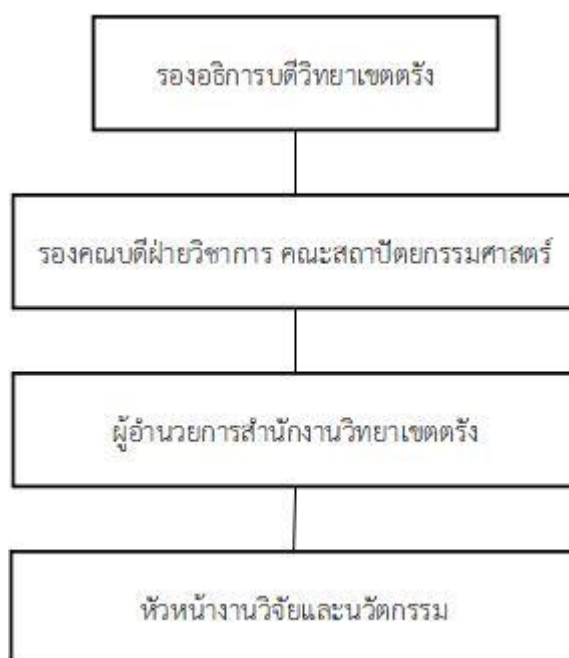 รองอธิการบดีวิทยาเขตตรัง
รองคณบดีฝ่ายวิชาการ คณะสถาปัตยกรรมศาสตร์
ผู้อำนวยการสำนักงานวิทยาเขตตรัง
หัวหน้างานวิจัยและนวัตกรรม